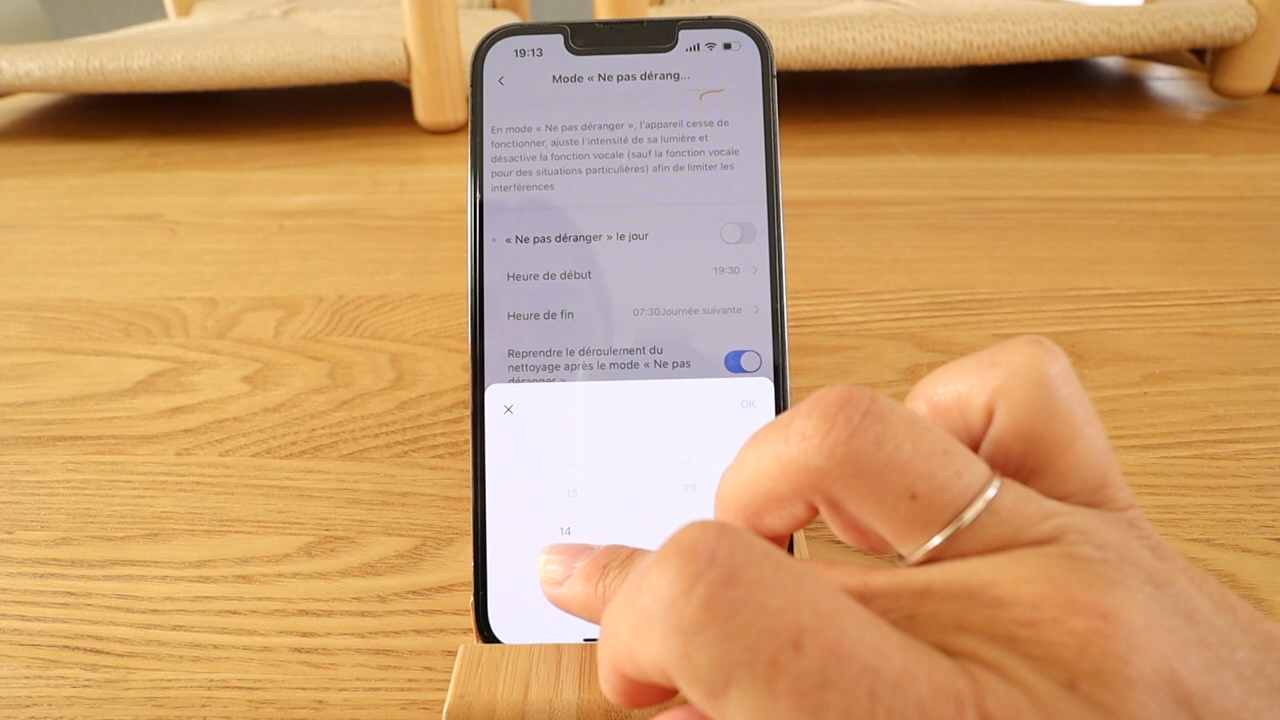 19:13
Mode « Ne pas dérang...
En mode « Ne pas déranger », l'appareil cesse de
fonctionner, ajuste l'intensité de sa lumière et
désactive la fonction vocale (sauf la fonction vocale
pour des situations particulières) afin de limiter les
interférences
« Ne pas déranger » le jour
Heure de début 19:30
Heure de fin 07:30Journée suivante
Reprendre le déroulement du
nettoyage après le mode « Ne pas
déranger »
OK
13 29
14